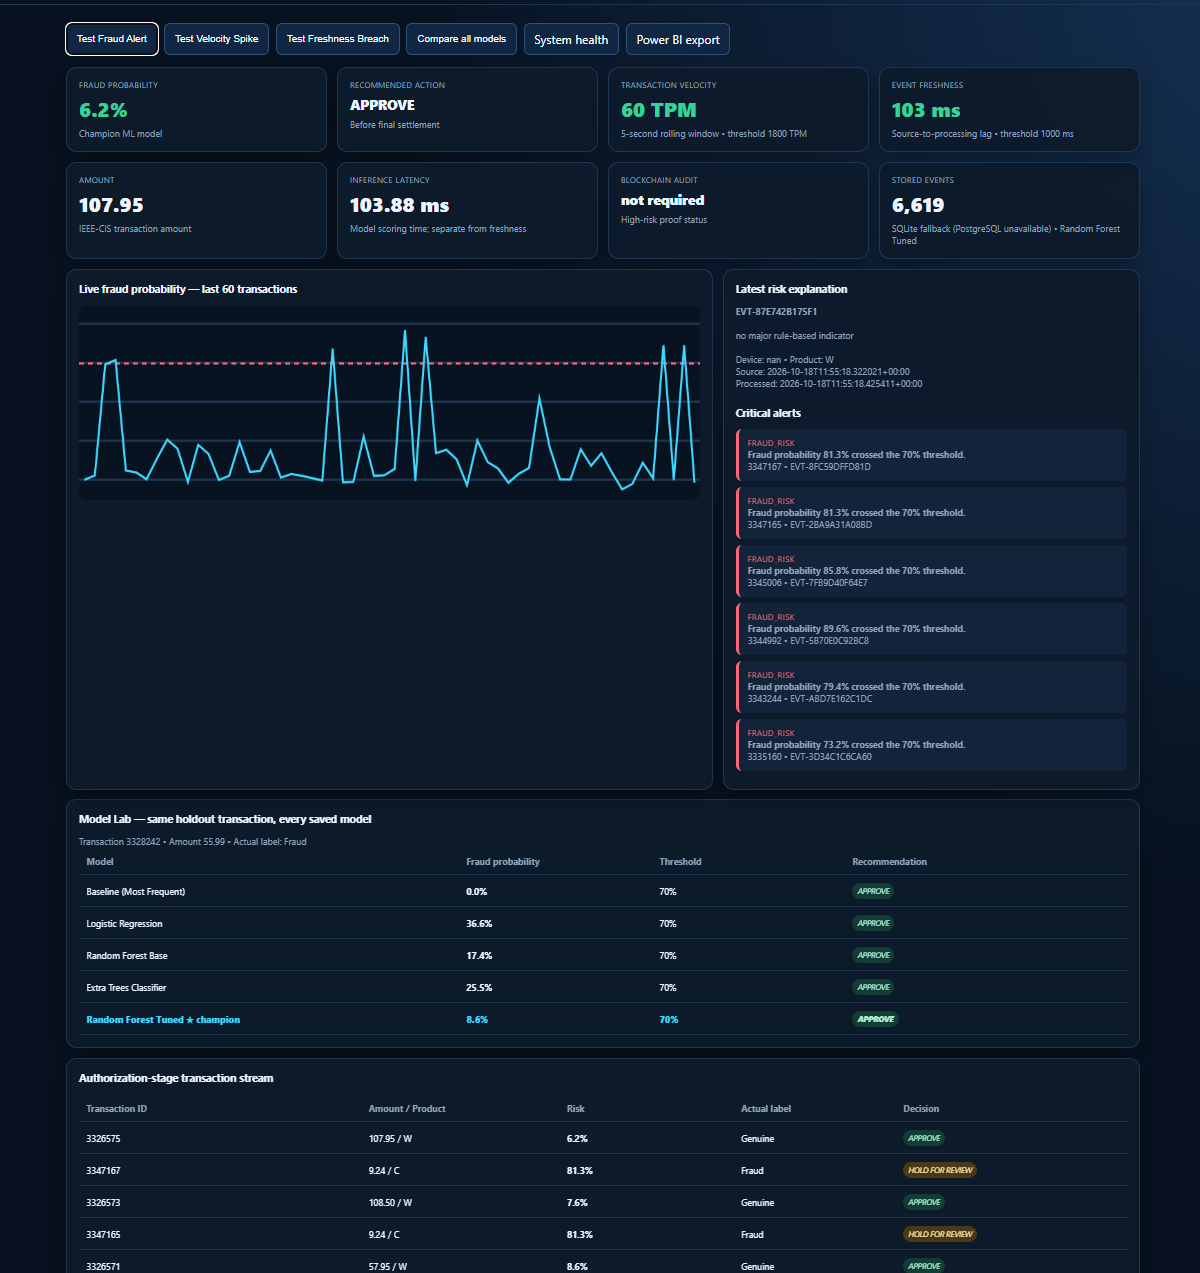 Test Fraud Alert
Test Velocity Spike
Test Freshness Breach
Compare all models
System health
Power BI export
FRAUD PROBABILITY
6.2%
Champion ML model
RECOMMENDED ACTION
APPROVE
Before final settlement
TRANSACTION VELOCITY
60 TPM
5-second rolling window • threshold 1800 TPM
EVENT FRESHNESS
103 ms
Source-to-processing lag • threshold 1000 ms
AMOUNT
107.95
IEEE-CIS transaction amount
INFERENCE LATENCY
103.88 ms
Model scoring time; separate from freshness
BLOCKCHAIN AUDIT
not required
High-risk proof status
STORED EVENTS
6,619
SQLite fallback (PostgreSQL unavailable) • Random Forest
Tuned
Live fraud probability — last 60 transactions
Latest risk explanation
EVT-87E742B175F1
no major rule-based indicator
Device: nan • Product: W
Source: 2026-10-18T11:55:18.322021+00:00
Processed: 2026-10-18T11:55:18.425411+00:00
Critical alerts
FRAUD_RISK
Fraud probability 81.3% crossed the 70% threshold.
3347167 • EVT-8FC59DFFD81D
FRAUD_RISK
Fraud probability 81.3% crossed the 70% threshold.
3347165 • EVT-2BA9A31A08BD
FRAUD_RISK
Fraud probability 85.8% crossed the 70% threshold.
3345006 • EVT-7FB9D40F64E7
FRAUD_RISK
Fraud probability 89.6% crossed the 70% threshold.
3344992 • EVT-5B70E0C92BC8
FRAUD_RISK
Fraud probability 79.4% crossed the 70% threshold.
3343244 • EVT-ABD7E162C1DC
FRAUD_RISK
Fraud probability 73.2% crossed the 70% threshold.
3335160 • EVT-3D34C1C6CA60
Model Lab — same holdout transaction, every saved model
Transaction 3328242 • Amount 55.99 • Actual label: Fraud
Model Fraud probability Threshold Recommendation
Baseline (Most Frequent) 0.0% 70% APPROVE
Logistic Regression 36.6% 70% APPROVE
Random Forest Base 17.4% 70% APPROVE
Extra Trees Classifier 25.5% 70% APPROVE
Random Forest Tuned ★ champion 8.6% 70% APPROVE
Authorization-stage transaction stream
Transaction ID Amount / Product Risk Actual label Decision
3326575 107.95 / W 6.2% Genuine APPROVE
3347167 9.24 / C 81.3% Fraud HOLD FOR REVIEW
3326573 108.50 / W 7.6% Genuine APPROVE
3347165 9.24 / C 81.3% Fraud HOLD FOR REVIEW
3326571 57.95 / W 8.6% Genuine APPROVE